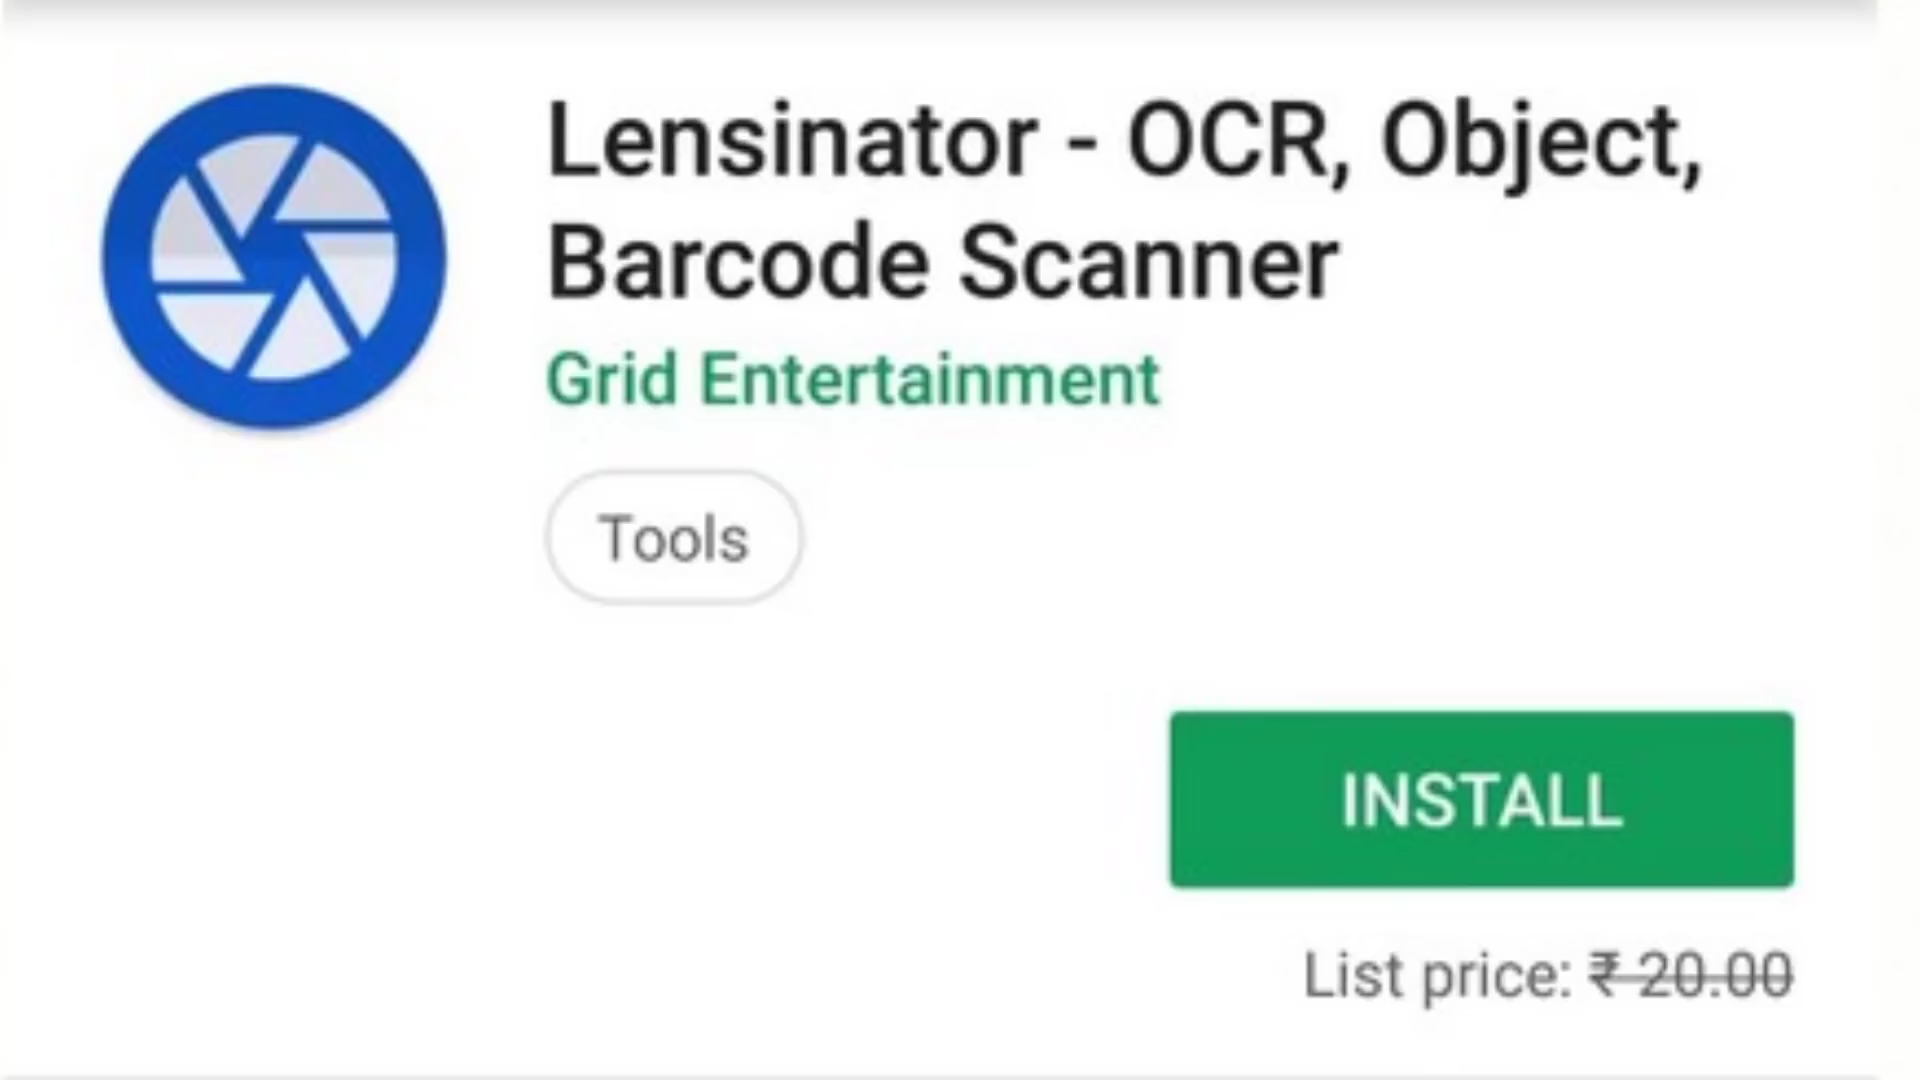 Lensinator - OCR, Object,
Barcode Scanner
Grid Entertainment
Tools
INSTALL
List price: ₹ 20.00